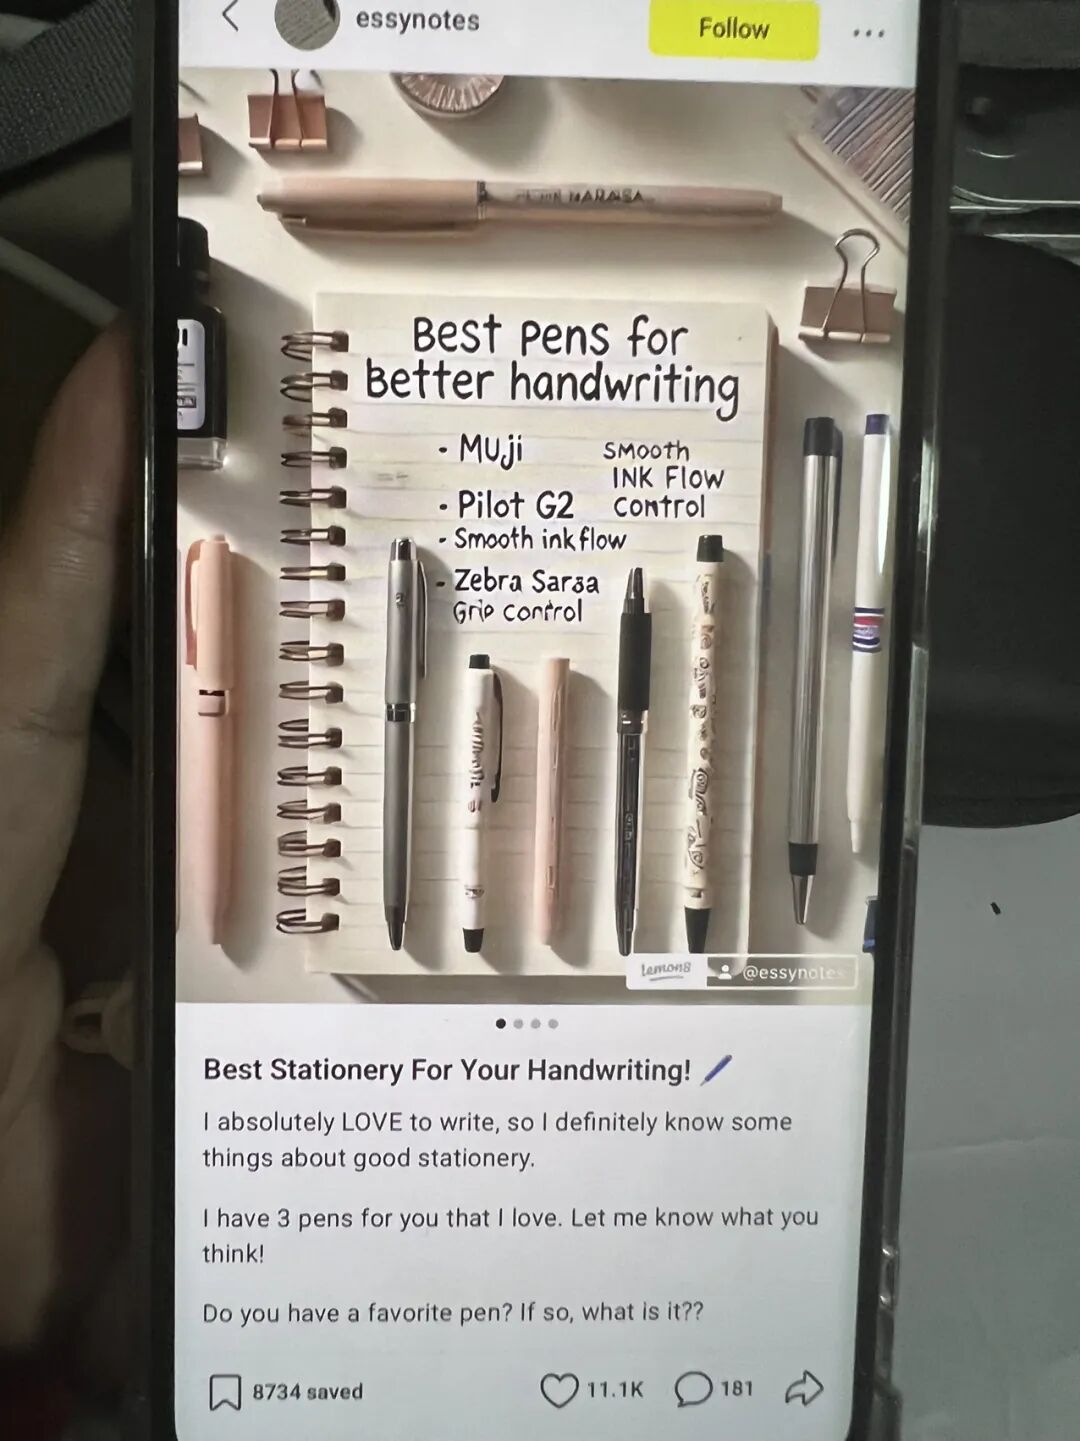 essynotes
Follow
Best pens for
better handwriting
• Muji
Smooth
Ink Flow
Control
• Pilot G2
• Smooth ink flow
- Zebra Sarsa
Grip control
Lemon8 @essynotes
Best Stationery For Your Handwriting!
I absolutely LOVE to write, so I definitely know some
things about good stationery.
I have 3 pens for you that I love. Let me know what you
think!
Do you have a favorite pen? If so, what is it??
8734 saved
11.1K
181